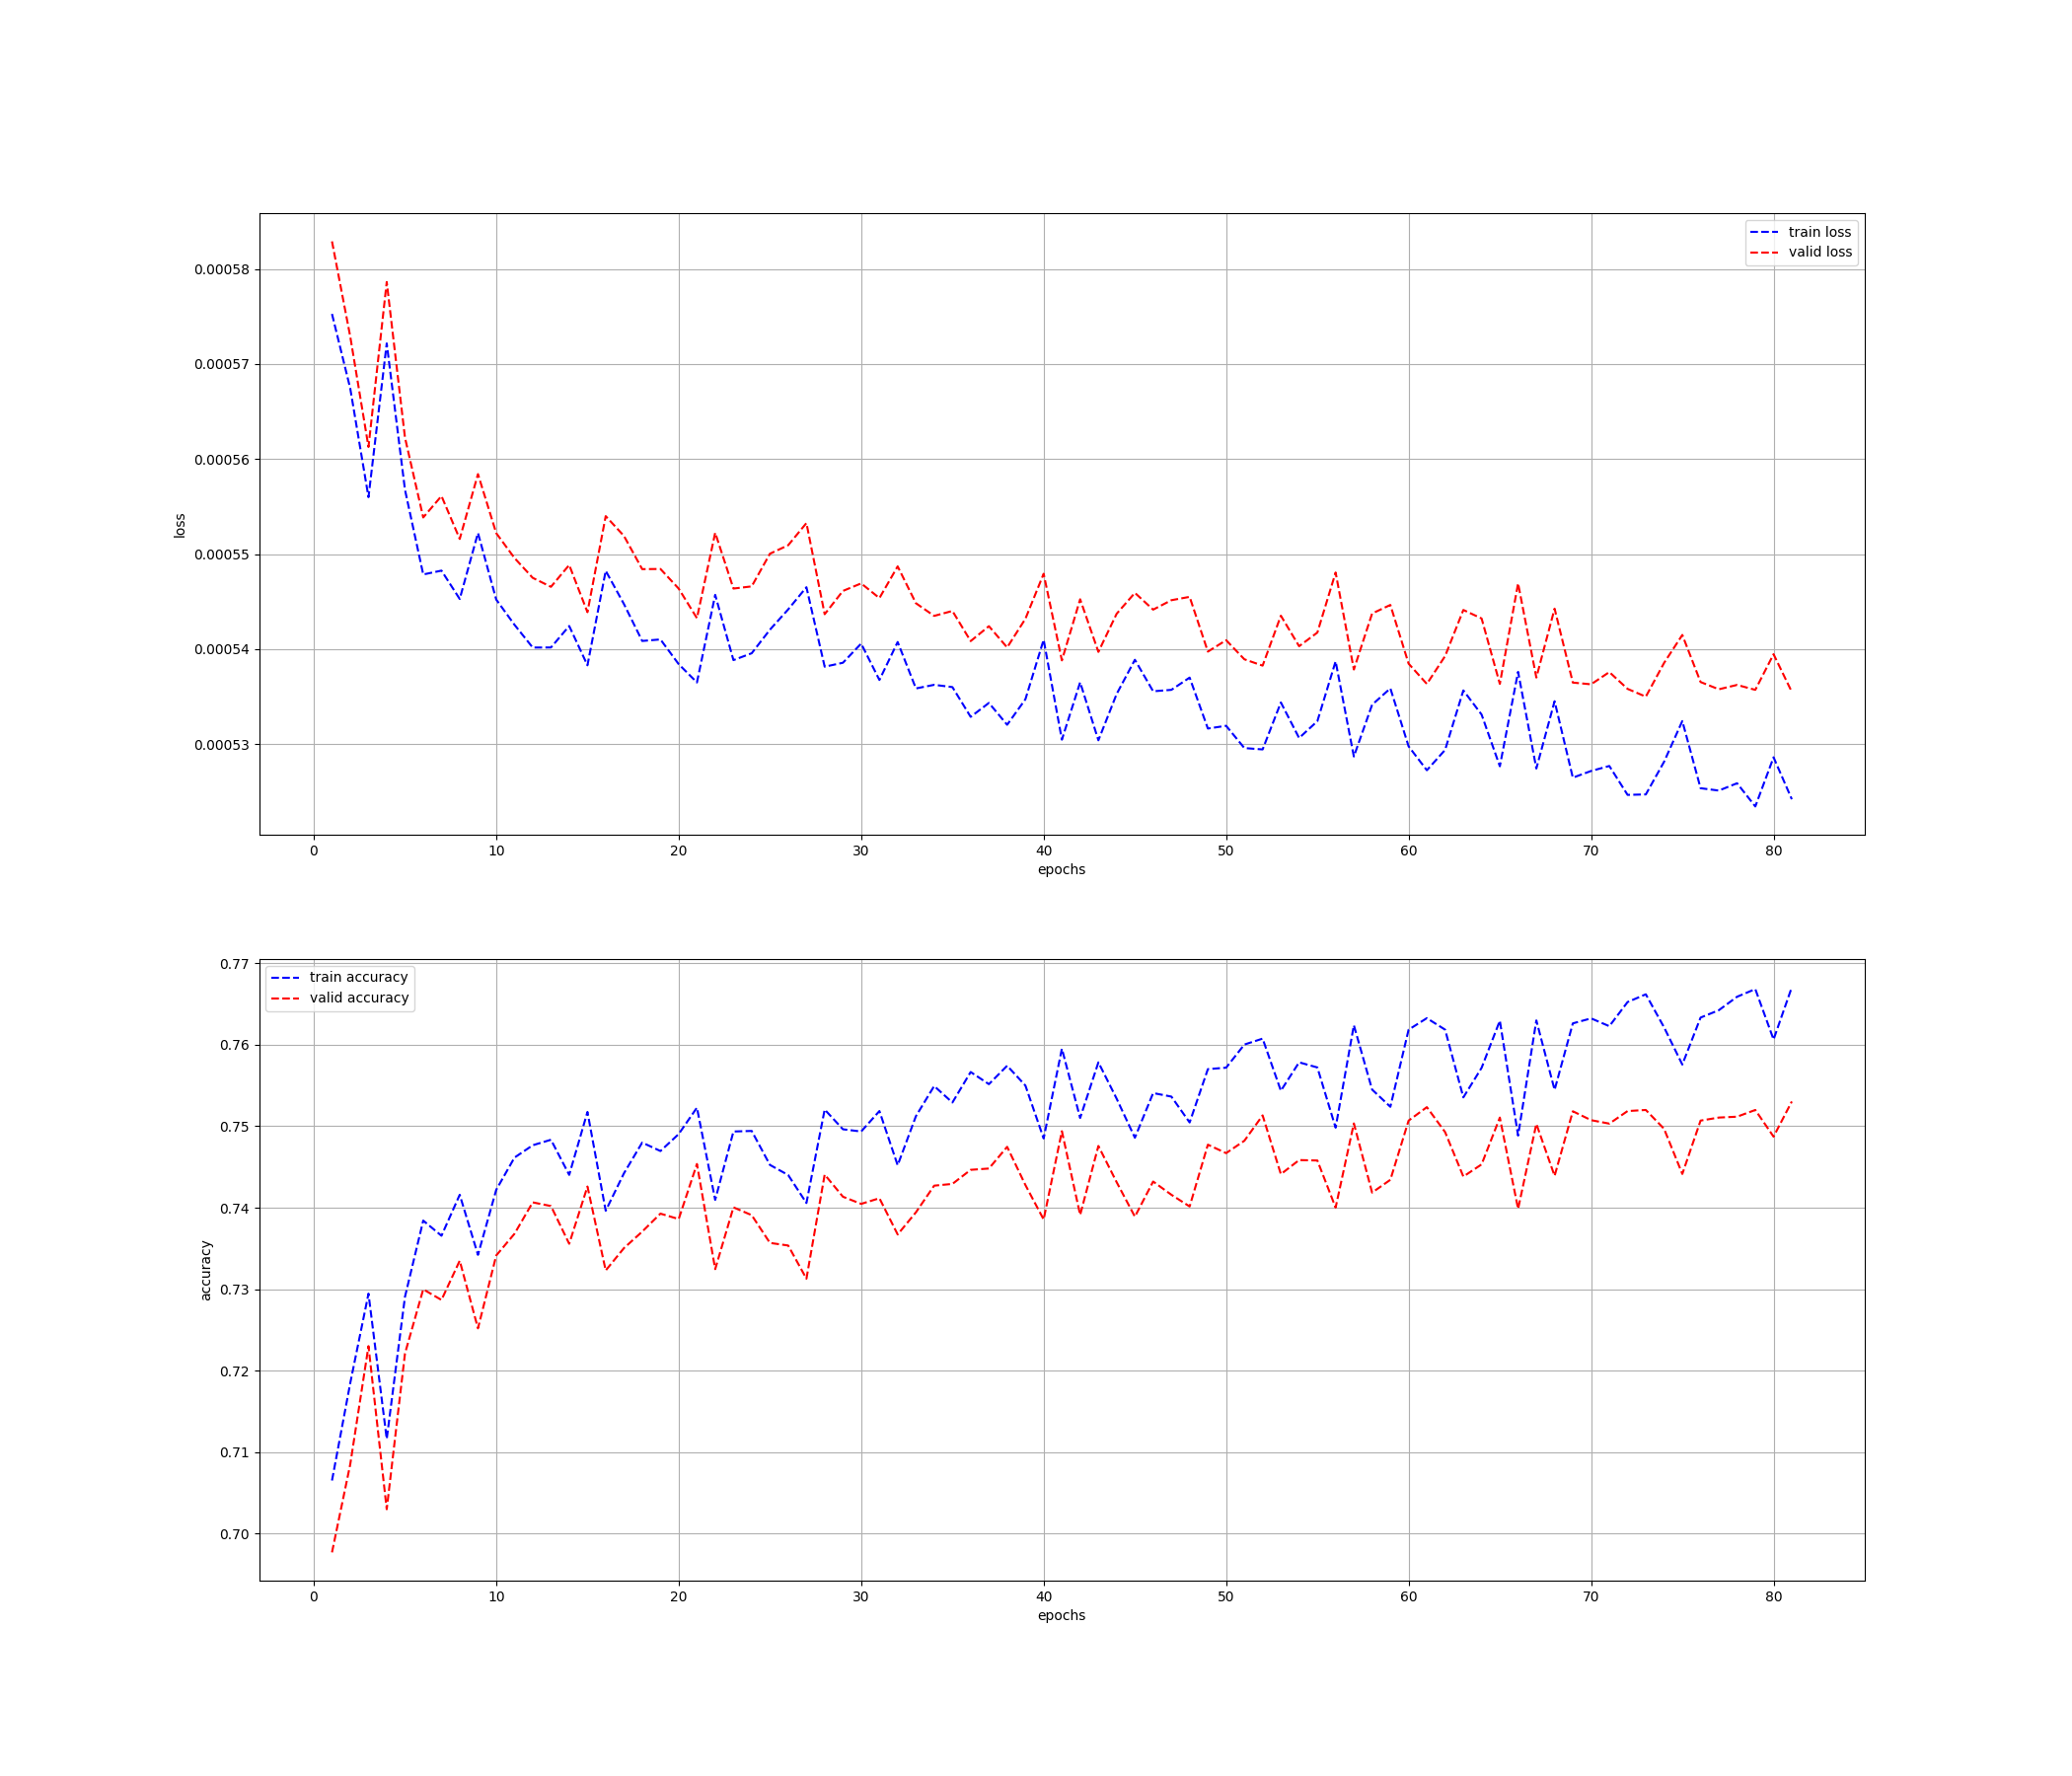 train loss
valid loss
0.00058
0.00057
0.00056
0.00055
0.00054
0.00053
loss
0 10 20 30 40 50 60 70 80
epochs
train accuracy
valid accuracy
0.77
0.76
0.75
0.74
0.73
0.72
0.71
0.70
accuracy
0 10 20 30 40 50 60 70 80
epochs